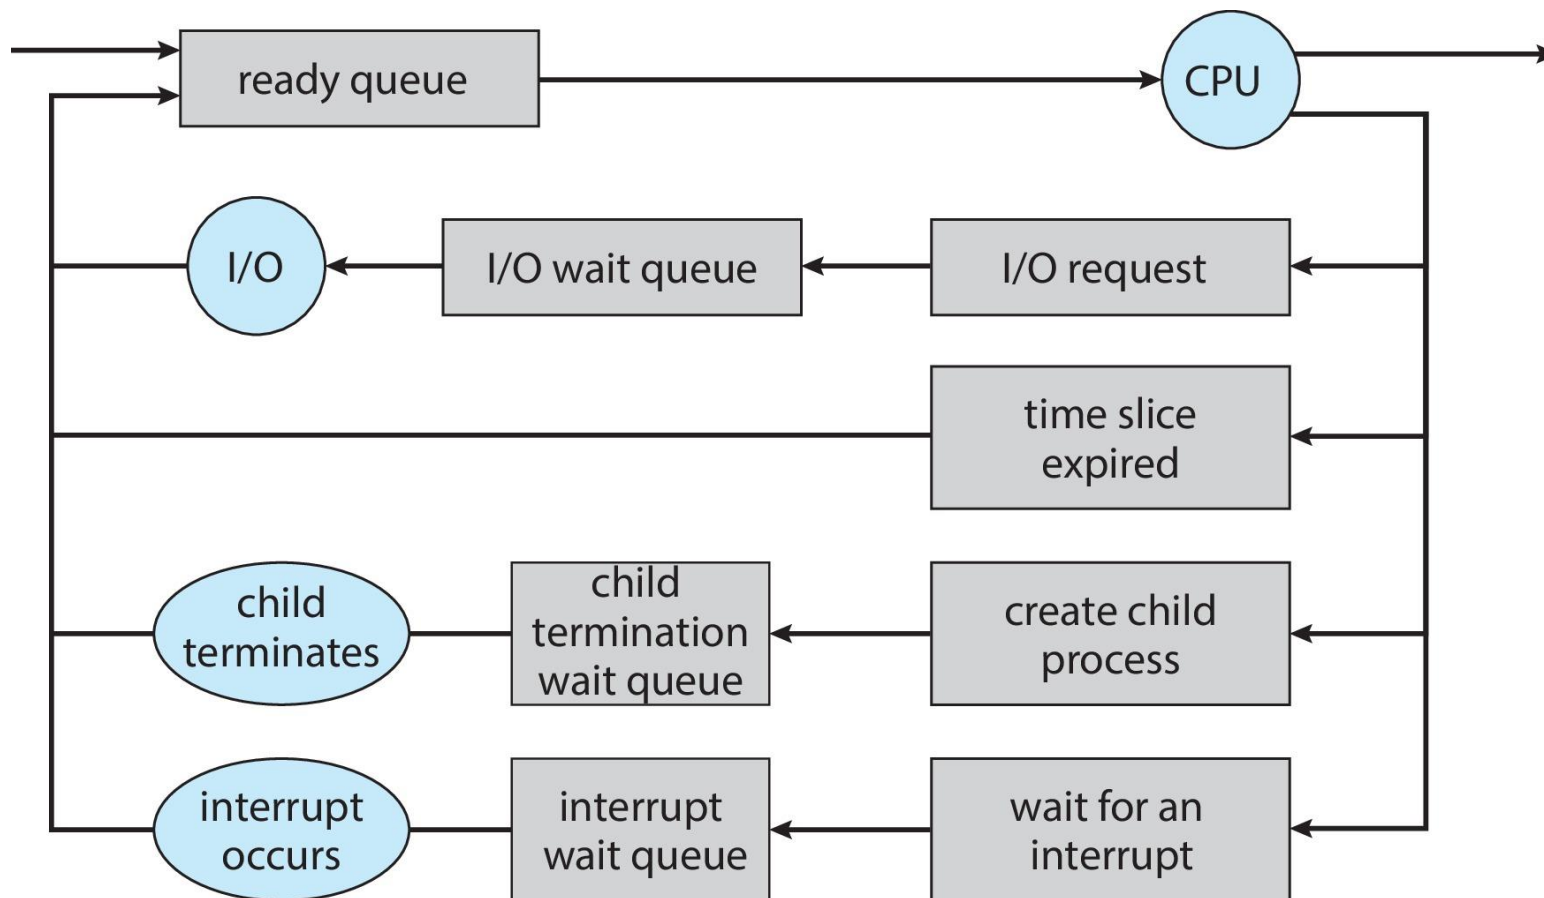 ready queue
CPU
I/O
I/O wait queue
I/O request
time slice
expired
child
terminates
child
termination
wait queue
create child
process
interrupt
occurs
interrupt
wait queue
wait for an
interrupt